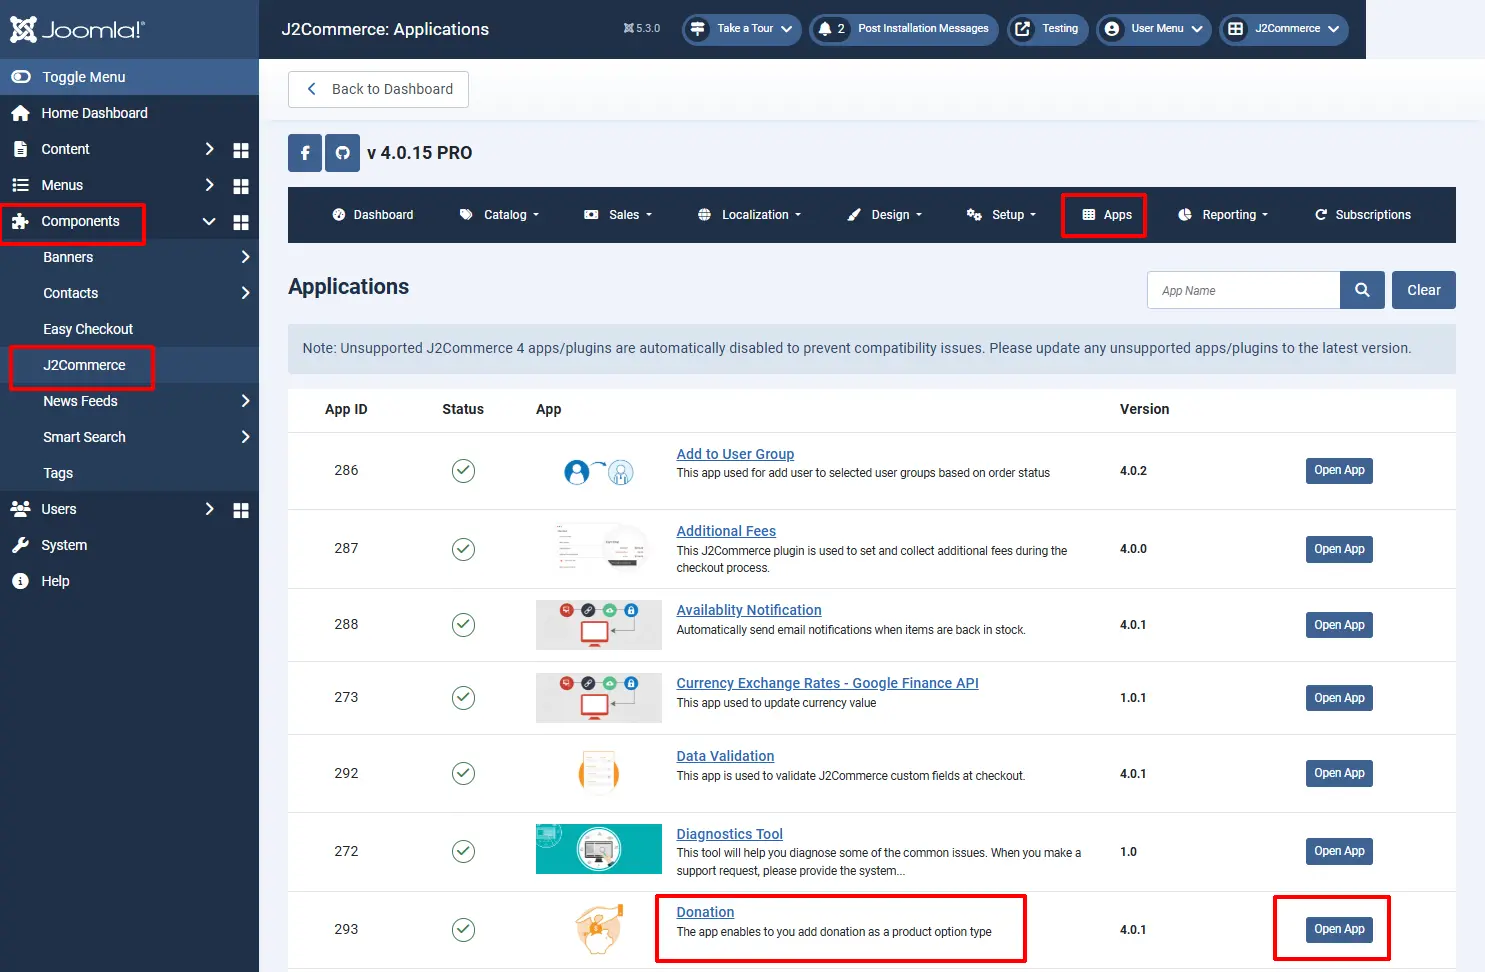 Joomla!
J2Commerce: Applications
5.3.0
Take a Tour
2
Post Installation Messages
Testing
User Menu
J2Commerce
Toggle Menu
Home Dashboard
Content
Menus
Components
Banners
Contacts
Easy Checkout
J2Commerce
News Feeds
Smart Search
Tags
Users
System
Help
Back to Dashboard
v 4.0.15 PRO
Dashboard
Catalog
Sales
Localization
Design
Setup
Apps
Reporting
Subscriptions
Applications
App Name
Clear
Note: Unsupported J2Commerce 4 apps/plugins are automatically disabled to prevent compatibility issues. Please update any unsupported apps/plugins to the latest version.
App ID Status App Version
286
Add to User Group
This app used for add user to selected user groups based on order status
4.0.2
Open App
287
Additional Fees
This J2Commerce plugin is used to set and collect additional fees during the
checkout process.
4.0.0
Open App
288
Availablity Notification
Automatically send email notifications when items are back in stock.
4.0.1
Open App
273
Currency Exchange Rates - Google Finance API
This app used to update currency value
1.0.1
Open App
292
Data Validation
This app is used to validate J2Commerce custom fields at checkout.
4.0.1
Open App
272
Diagnostics Tool
This tool will help you diagnose some of the common issues. When you make a
support request, please provide the system...
1.0
Open App
293
Donation
The app enables to you add donation as a product option type
4.0.1
Open App